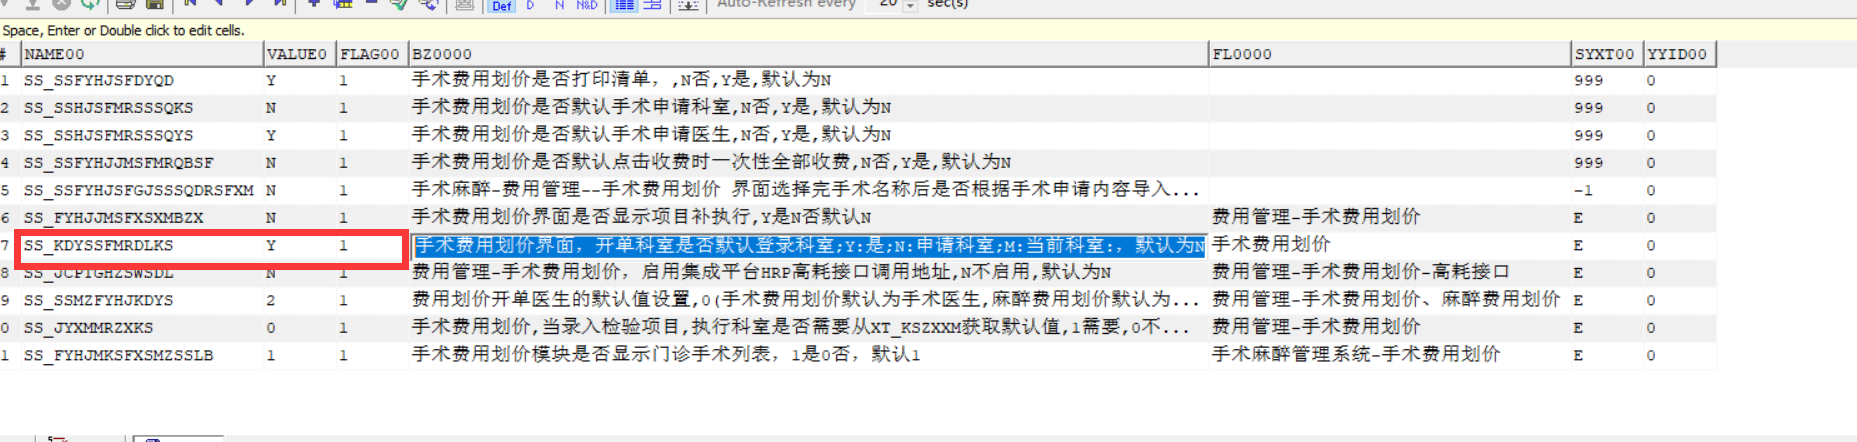 Def D N N&D Auto-Refresh every 20 sec(s)
Space, Enter or Double click to edit cells.
# NAME00 VALUE0 FLAG00 BZ0000 FL0000 SYXT00 YYID00
1 SS_SSFYHJSFDYQD Y 1 手术费用划价是否打印清单，,N否,Y是,默认为N 999 0
2 SS_SSHJSFMRSSSQKS N 1 手术费用划价是否默认手术申请科室,N否,Y是,默认为N 999 0
3 SS_SSHJSFMRSSSQYS Y 1 手术费用划价是否默认手术申请医生,N否,Y是,默认为N 999 0
4 SS_SSFYHJJMSFMRQBSF N 1 手术费用划价是否默认点击收费时一次性全部收费,N否,Y是,默认为N 999 0
5 SS_SSFYHJSFGJSSSQDRSFXM N 1 手术麻醉-费用管理--手术费用划价 界面选择完手术名称后是否根据手术申请内容导入... -1 0
6 SS_FYHJJMSFXSXMBZX N 1 手术费用划价界面是否显示项目补执行,Y是N否默认N 费用管理-手术费用划价 E 0
7 SS_KDYSSFMRDLKS Y 1 手术费用划价界面，开单科室是否默认登录科室;Y:是;N:申请科室;M:当前科室:，默认为N 手术费用划价 E 0
8 SS_JCPTGHZSWSDL N 1 费用管理-手术费用划价，启用集成平台HRP高耗接口调用地址,N不启用,默认为N 费用管理-手术费用划价-高耗接口 E 0
9 SS_SSMZFYHJKDYS 2 1 费用划价开单医生的默认值设置,0(手术费用划价默认为手术医生,麻醉费用划价默认为... 费用管理-手术费用划价、麻醉费用划价 E 0
0 SS_JYXMMRZXKS 0 1 手术费用划价,当录入检验项目,执行科室是否需要从XT_KSZXXM获取默认值,1需要,0不... 费用管理-手术费用划价 E 0
1 SS_FYHJMKSFXSMZSSLB 1 1 手术费用划价模块是否显示门诊手术列表，1是0否，默认1 手术麻醉管理系统-手术费用划价 E 0